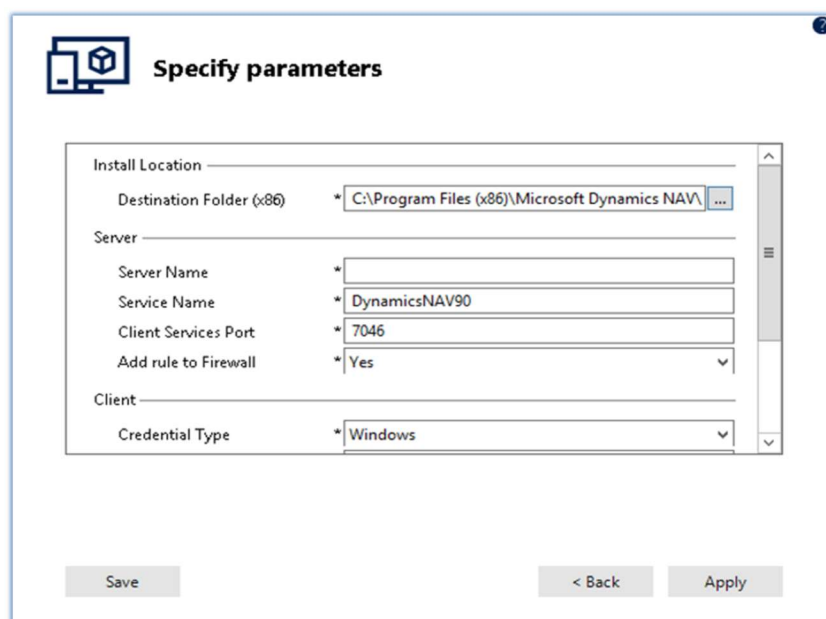 ?
Specify parameters
Install Location
Destination Folder (x86) * C:\Program Files (x86)\Microsoft Dynamics NAV\ ...
Server
Server Name *
Service Name * DynamicsNAV90
Client Services Port * 7046
Add rule to Firewall * Yes
Client
Credential Type * Windows
Save < Back Apply